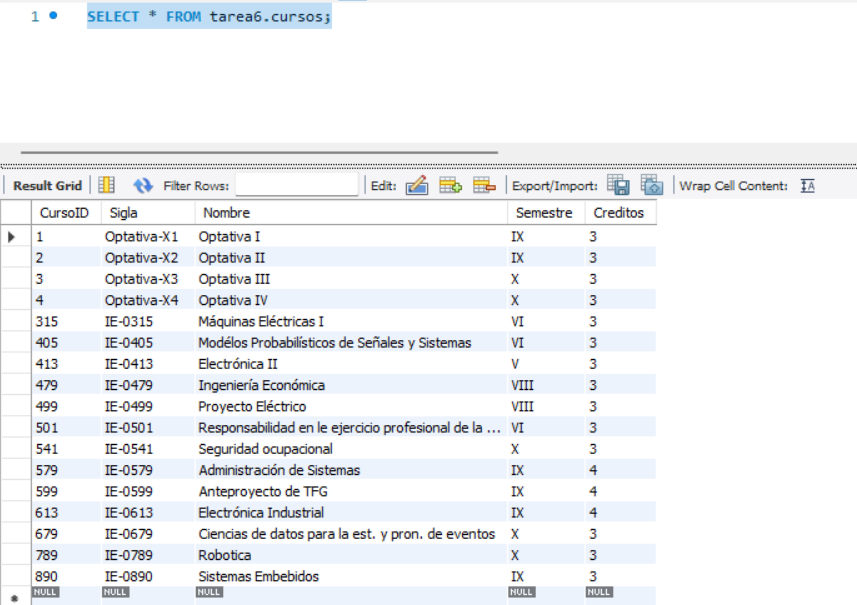 1 SELECT * FROM tarea6.cursos;
Result Grid Filter Rows: Edit: Export/Import: Wrap Cell Content: IA
CursoID Sigla Nombre Semestre Creditos
1 Optativa-X1 Optativa I IX 3
2 Optativa-X2 Optativa II IX 3
3 Optativa-X3 Optativa III X 3
4 Optativa-X4 Optativa IV X 3
315 IE-0315 Máquinas Eléctricas I VI 3
405 IE-0405 Modélos Probabilísticos de Señales y Sistemas VI 3
413 IE-0413 Electrónica II V 3
479 IE-0479 Ingeniería Económica VIII 3
499 IE-0499 Proyecto Eléctrico VIII 3
501 IE-0501 Responsabilidad en le ejercicio profesional de la ... VI 3
541 IE-0541 Seguridad ocupacional X 3
579 IE-0579 Administración de Sistemas IX 4
599 IE-0599 Anteproyecto de TFG IX 4
613 IE-0613 Electrónica Industrial IX 4
679 IE-0679 Ciencias de datos para la est. y pron. de eventos X 3
789 IE-0789 Robotica X 3
890 IE-0890 Sistemas Embebidos IX 3
NULL NULL NULL NULL NULL